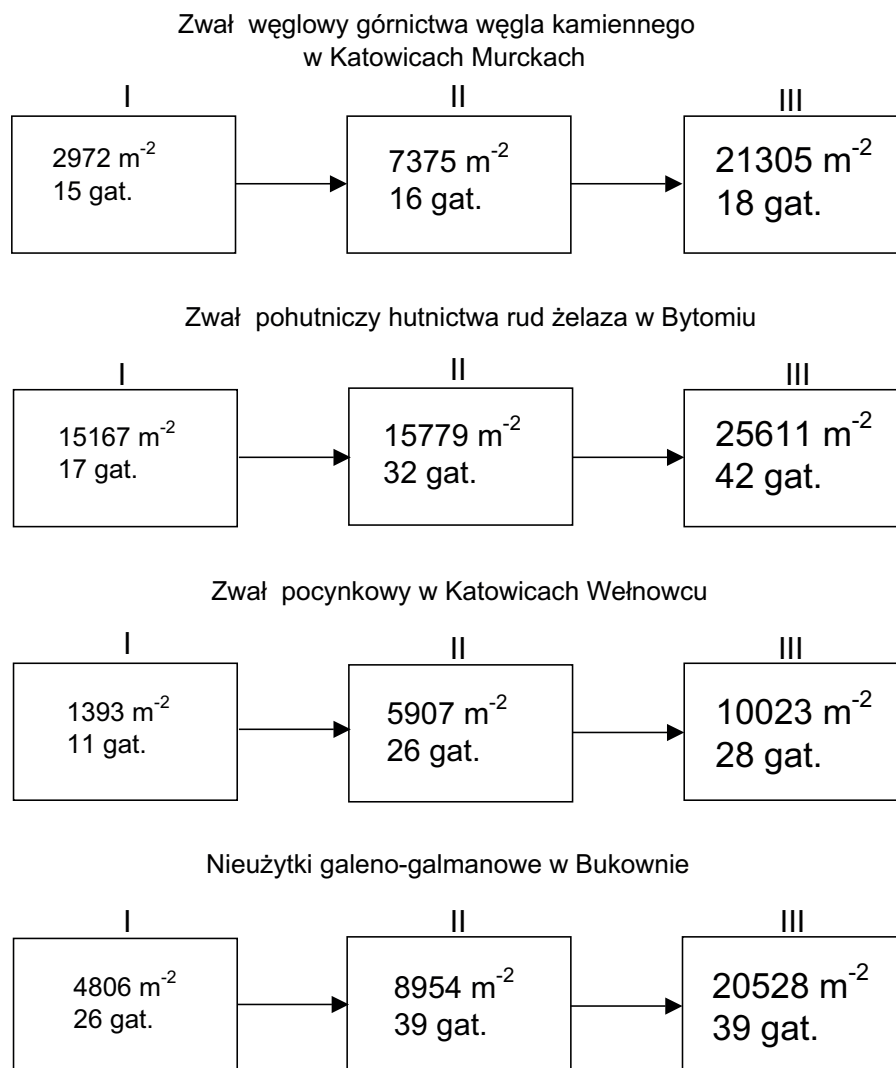 Zwał węglowy górnictwa węgla kamiennego
w Katowicach Murckach
I II III
2972 m⁻² 7375 m⁻² 21305 m⁻²
15 gat. 16 gat. 18 gat.
Zwał pohutniczy hutnictwa rud żelaza w Bytomiu
I II III
15167 m⁻² 15779 m⁻² 25611 m⁻²
17 gat. 32 gat. 42 gat.
Zwał pocynkowy w Katowicach Wełnowcu
I II III
1393 m⁻² 5907 m⁻² 10023 m⁻²
11 gat. 26 gat. 28 gat.
Nieużytki galeno-galmanowe w Bukownie
I II III
4806 m⁻² 8954 m⁻² 20528 m⁻²
26 gat. 39 gat. 39 gat.